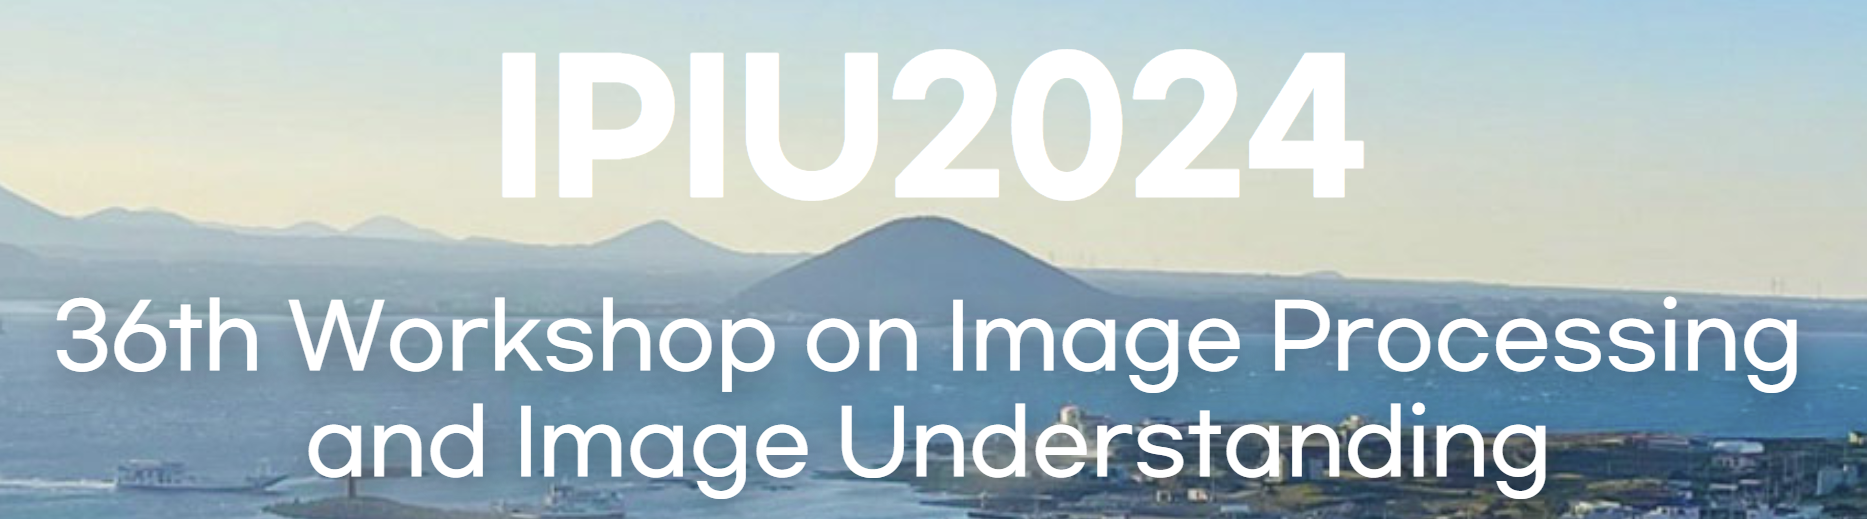 IPIU2024
36th Workshop on Image Processing
and Image Understanding